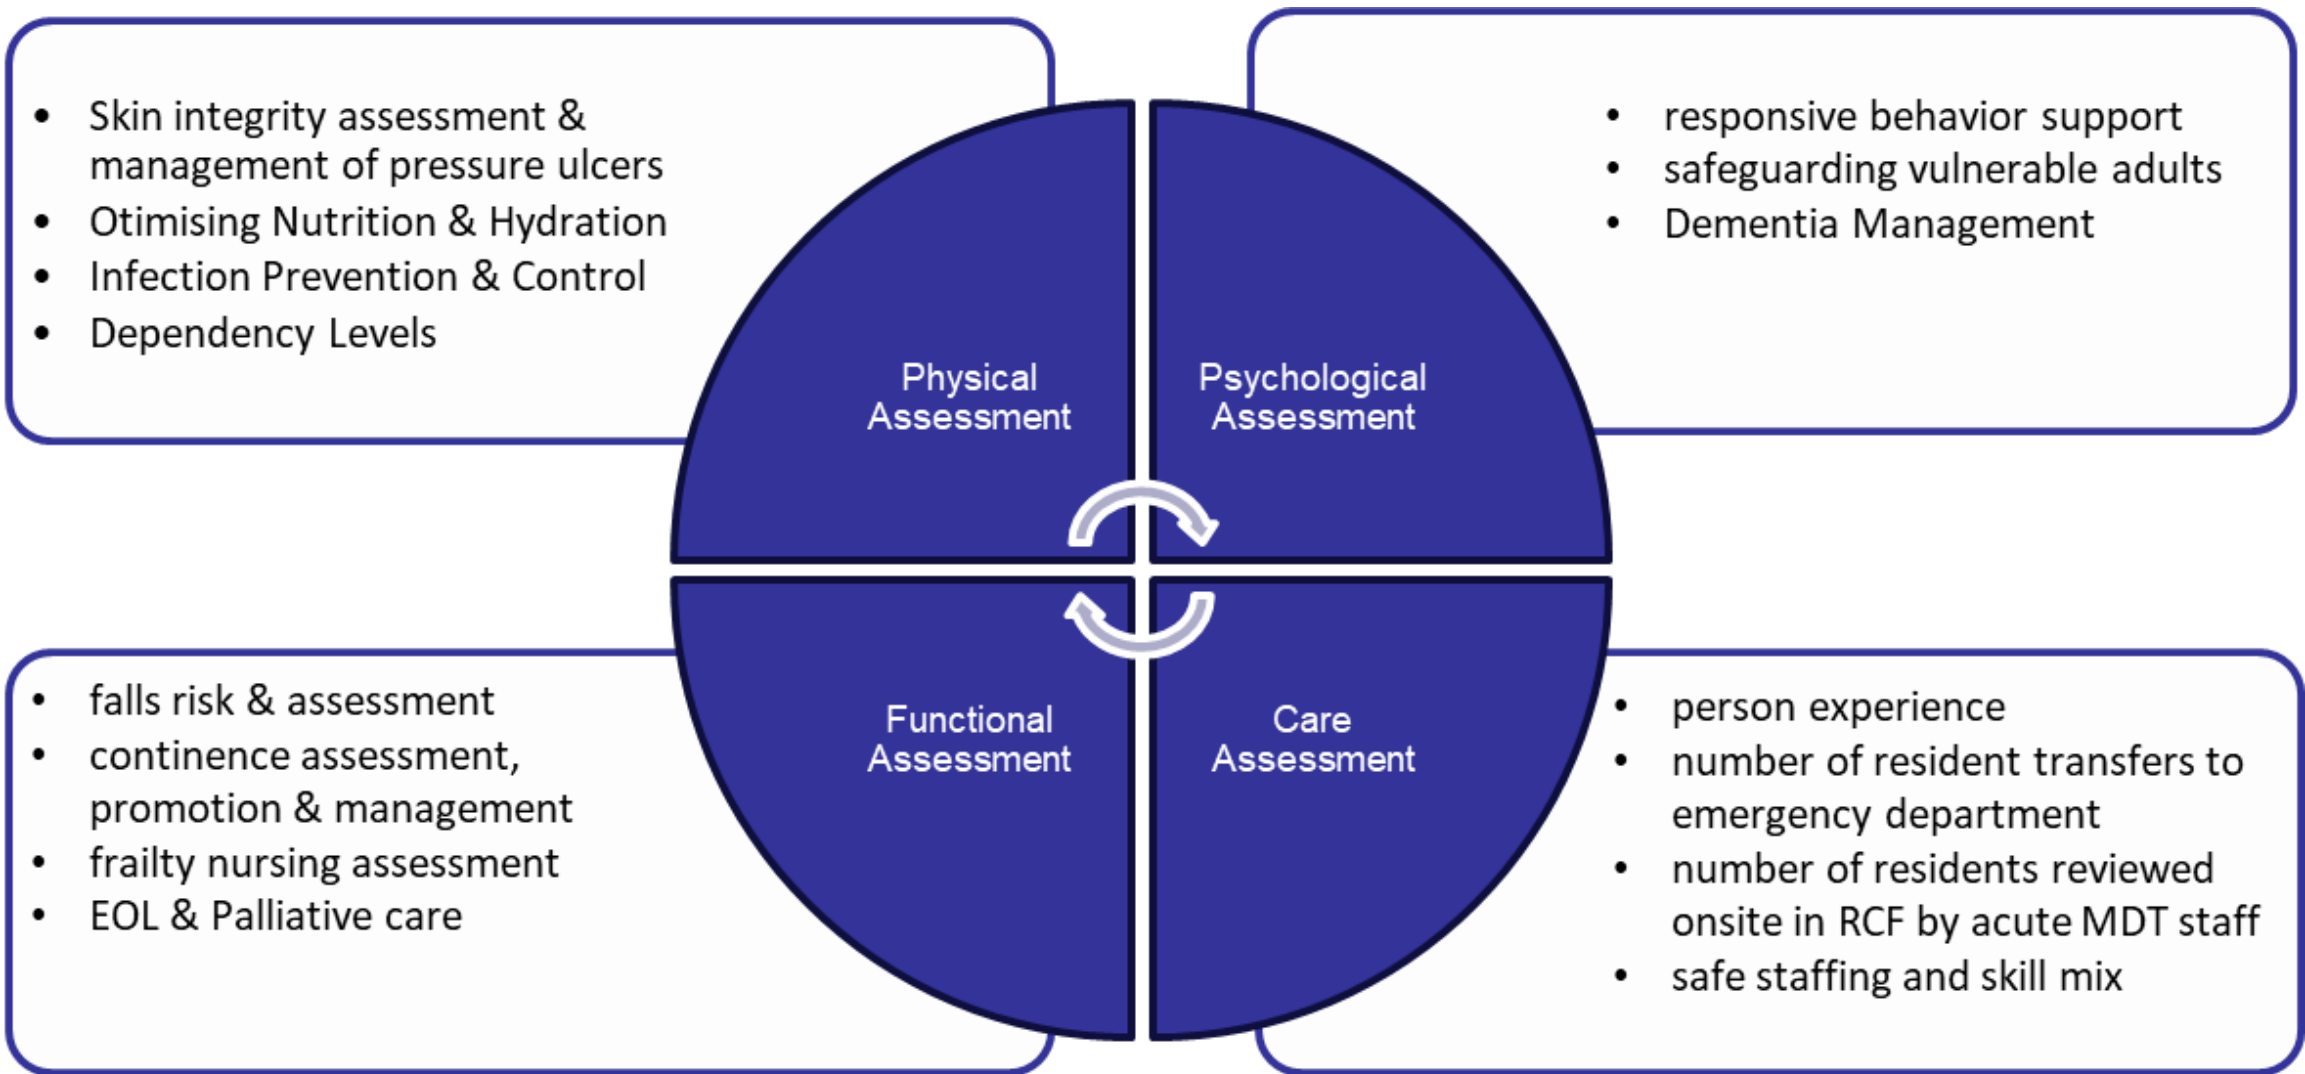 • Skin integrity assessment &
management of pressure ulcers
• Otimising Nutrition & Hydration
• Infection Prevention & Control
• Dependency Levels
• responsive behavior support
• safeguarding vulnerable adults
• Dementia Management
Physical
Assessment
Psychological
Assessment
Functional
Assessment
Care
Assessment
• falls risk & assessment
• continence assessment,
promotion & management
• frailty nursing assessment
• EOL & Palliative care
• person experience
• number of resident transfers to
emergency department
• number of residents reviewed
onsite in RCF by acute MDT staff
• safe staffing and skill mix